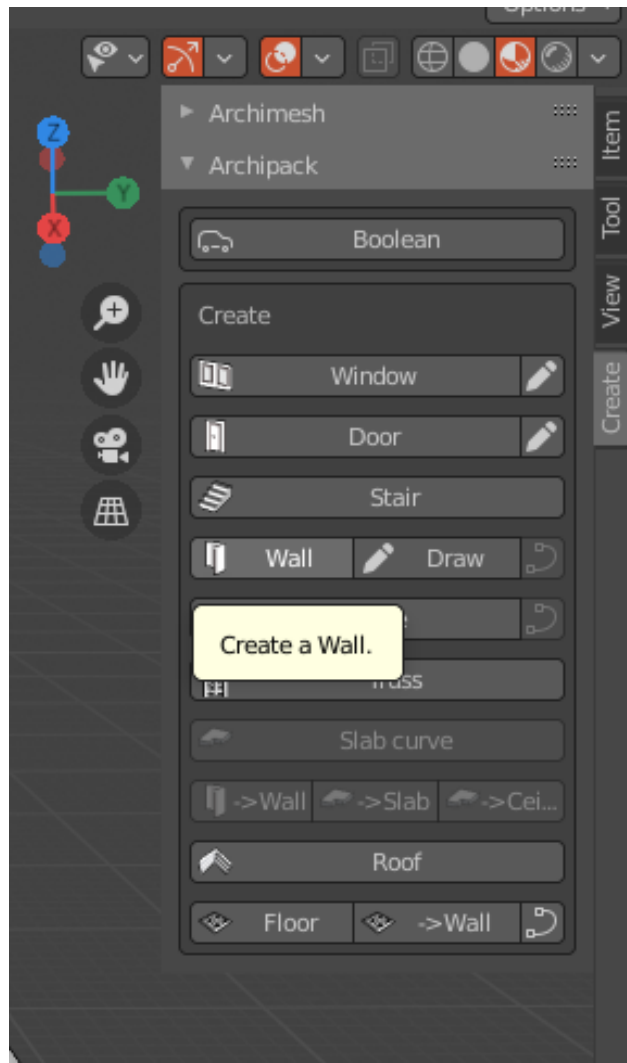 Options
Archimesh
Archipack
Boolean
Create
Window
Door
Stair
Wall Draw
Create a Wall.
Slab curve
->Wall ->Slab ->Cei...
Roof
Floor ->Wall
Z
Y
X
Item
Tool
View
Create